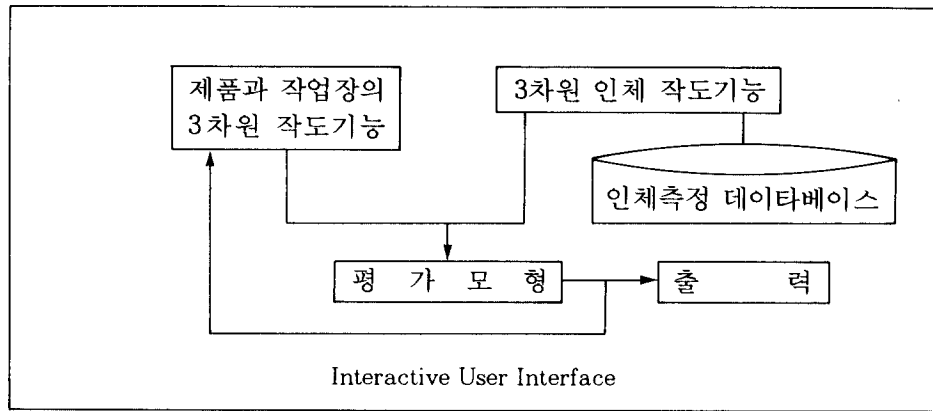 제품과 작업장의
3차원 작도기능
3차원 인체 작도기능
인체측정 데이타베이스
평 가 모 형
출 력
Interactive User Interface